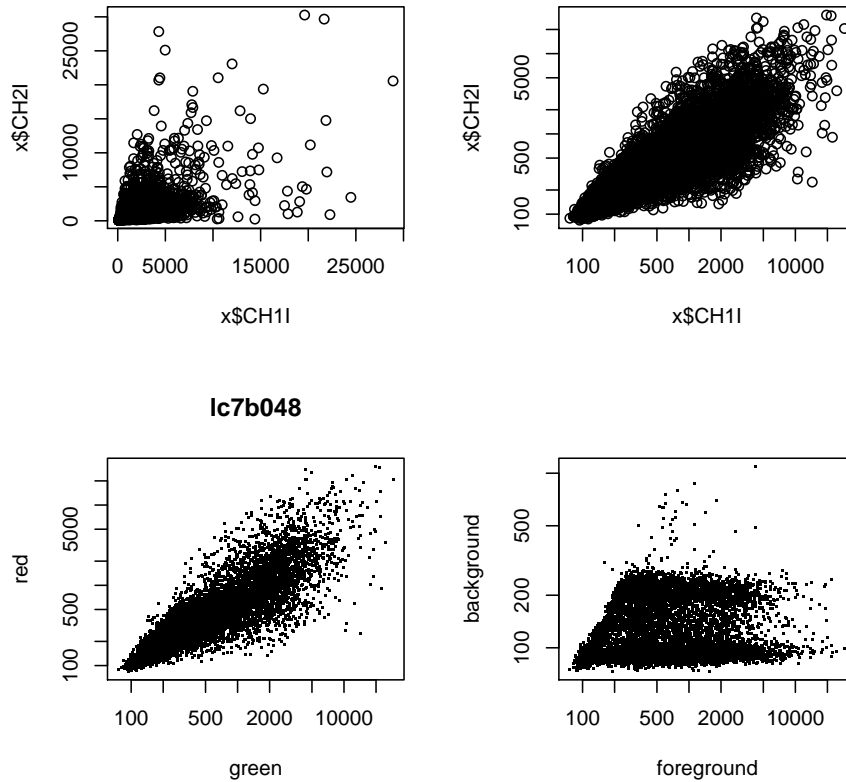 x$CH2I
0 10000 25000
0 5000 15000 25000
x$CH1I
x$CH2I
100 500 5000
100 500 2000 10000
x$CH1I
lc7b048
red
100 500 5000
100 500 2000 10000
green
background
100 200 500
100 500 2000 10000
foreground